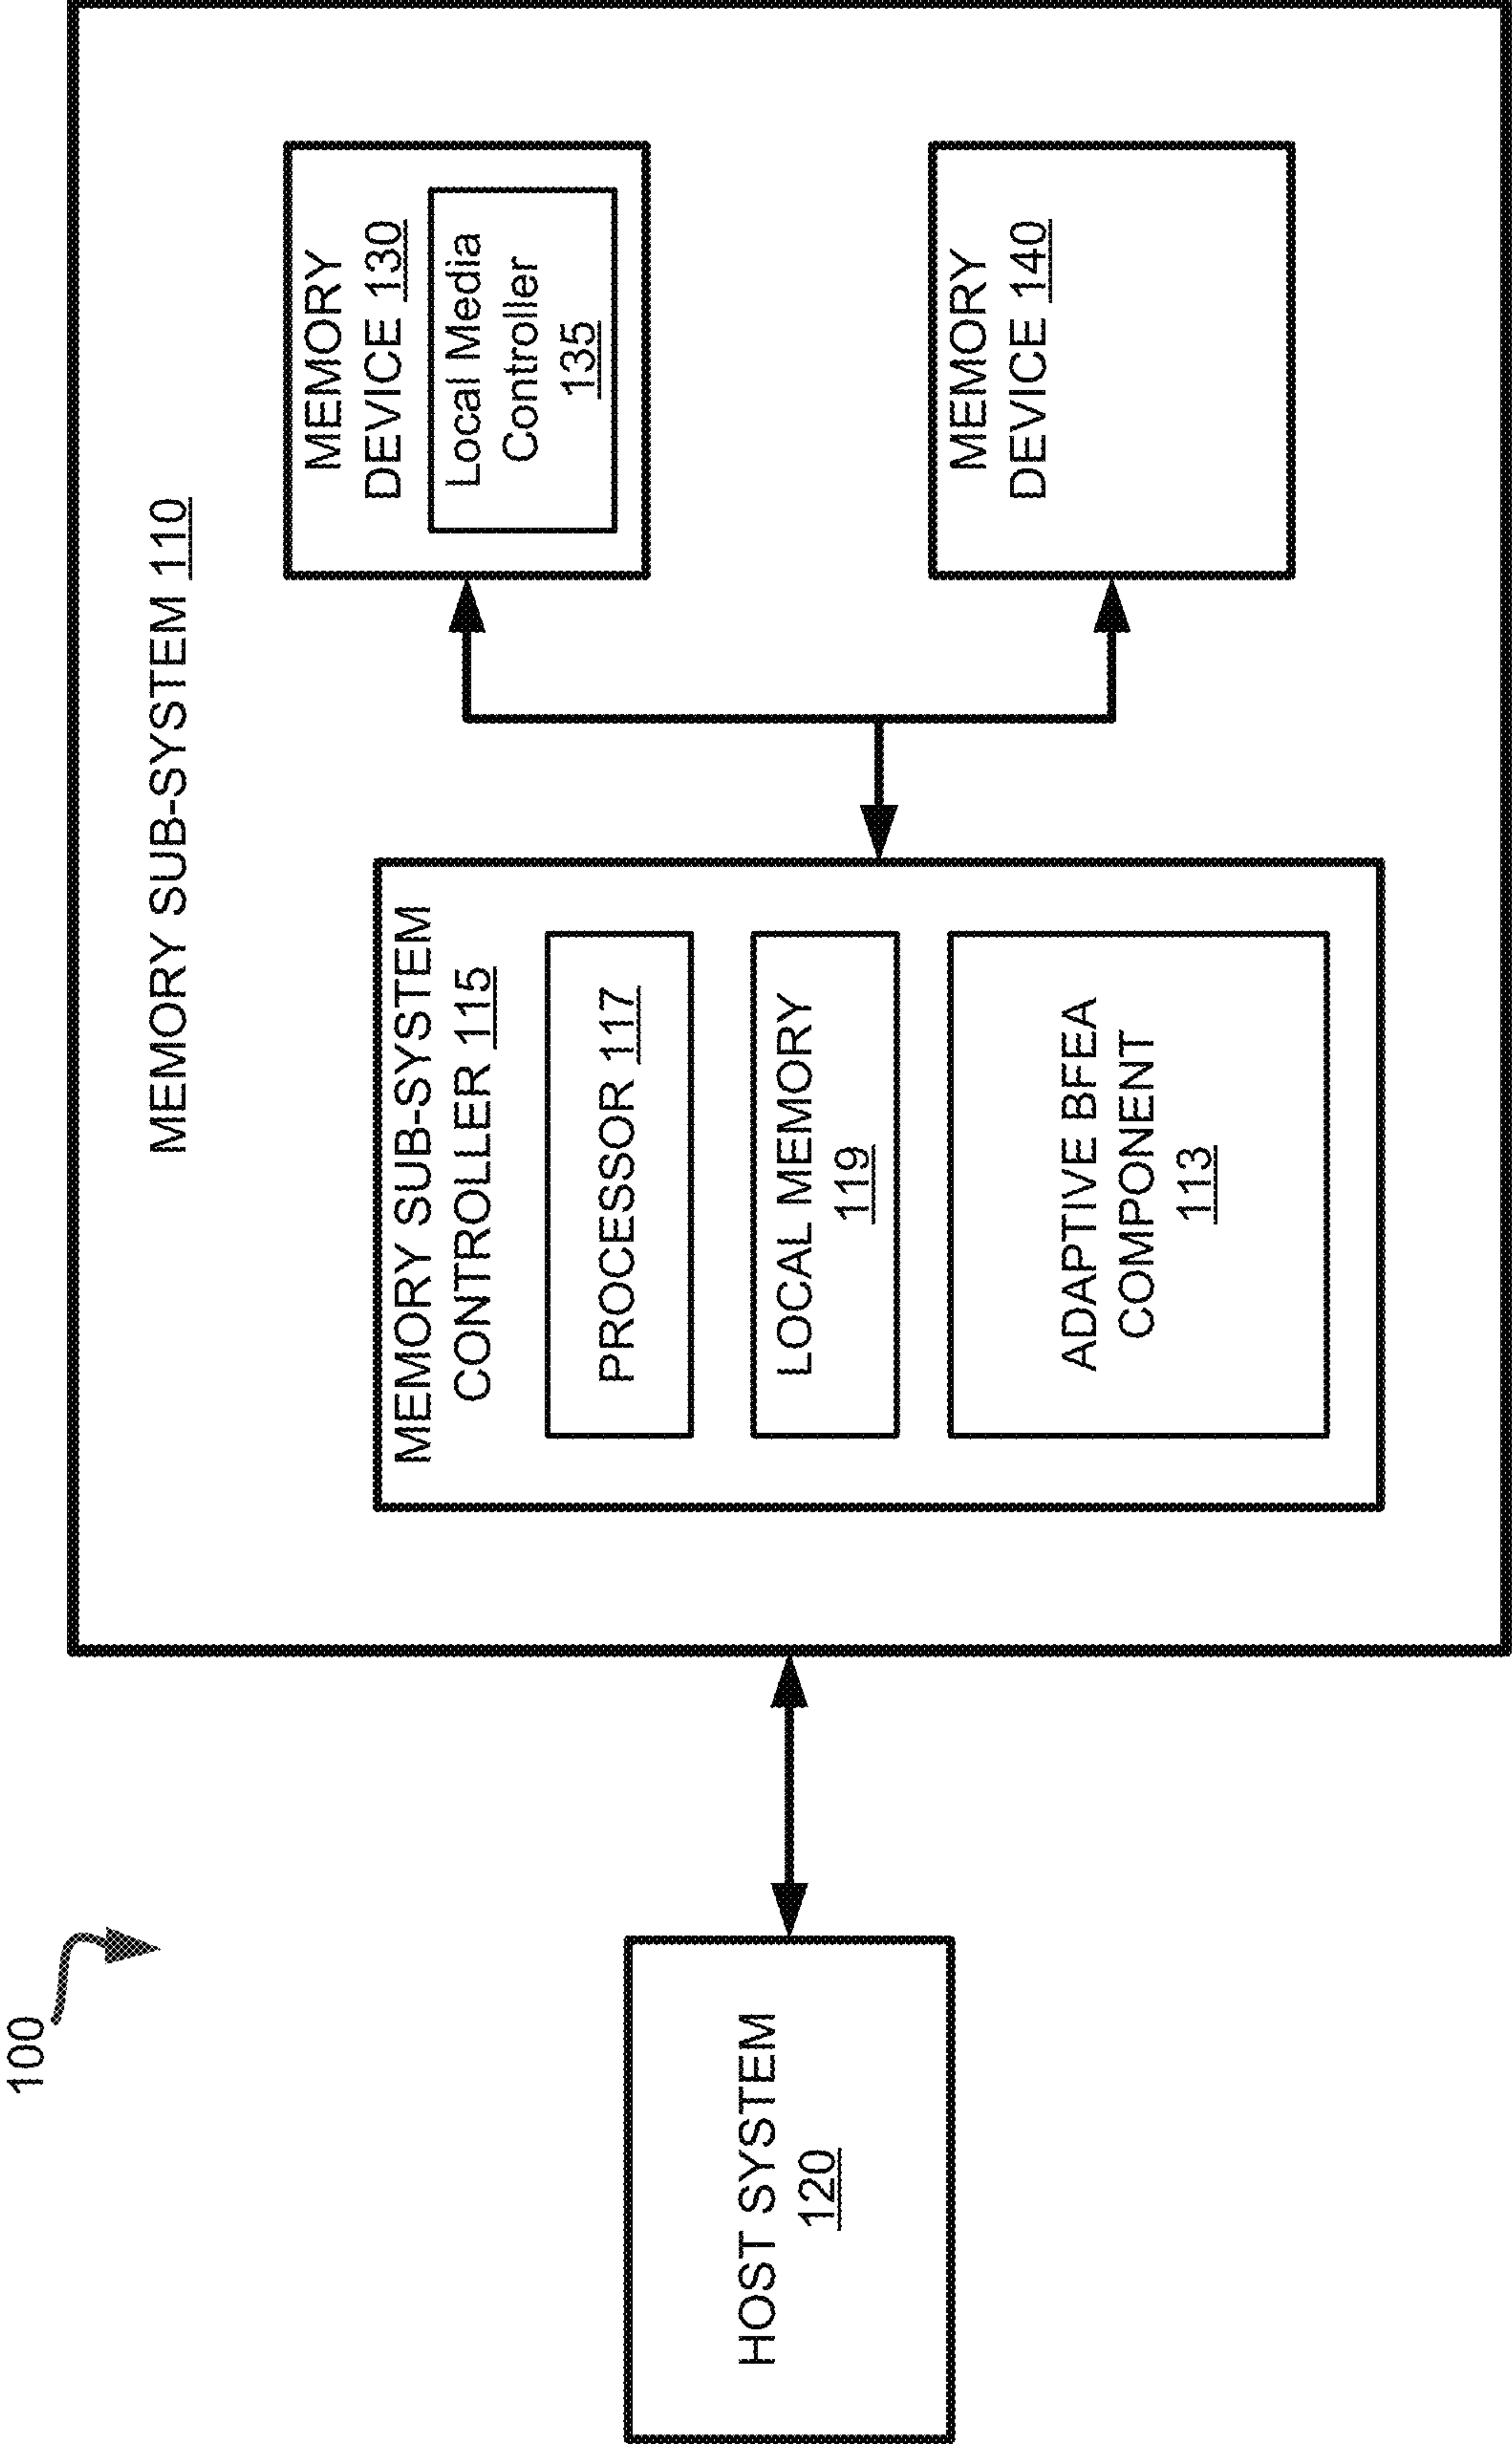 100
MEMORY SUB-SYSTEM 110
HOST SYSTEM
120
MEMORY SUB-SYSTEM
CONTROLLER 115
PROCESSOR 117
LOCAL MEMORY
119
ADAPTIVE BFEA
COMPONENT
113
MEMORY
DEVICE 130
Local Media
Controller
135
MEMORY
DEVICE 140